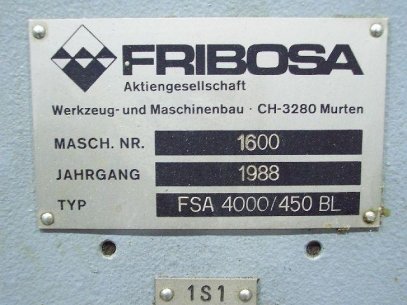 FRIBOSA
Aktiengesellschaft
Werkzeug- und Maschinenbau · CH-3280 Murten
MASCH. NR. 1600
JAHRGANG 1988
TYP FSA 4000/450 BL
1S1